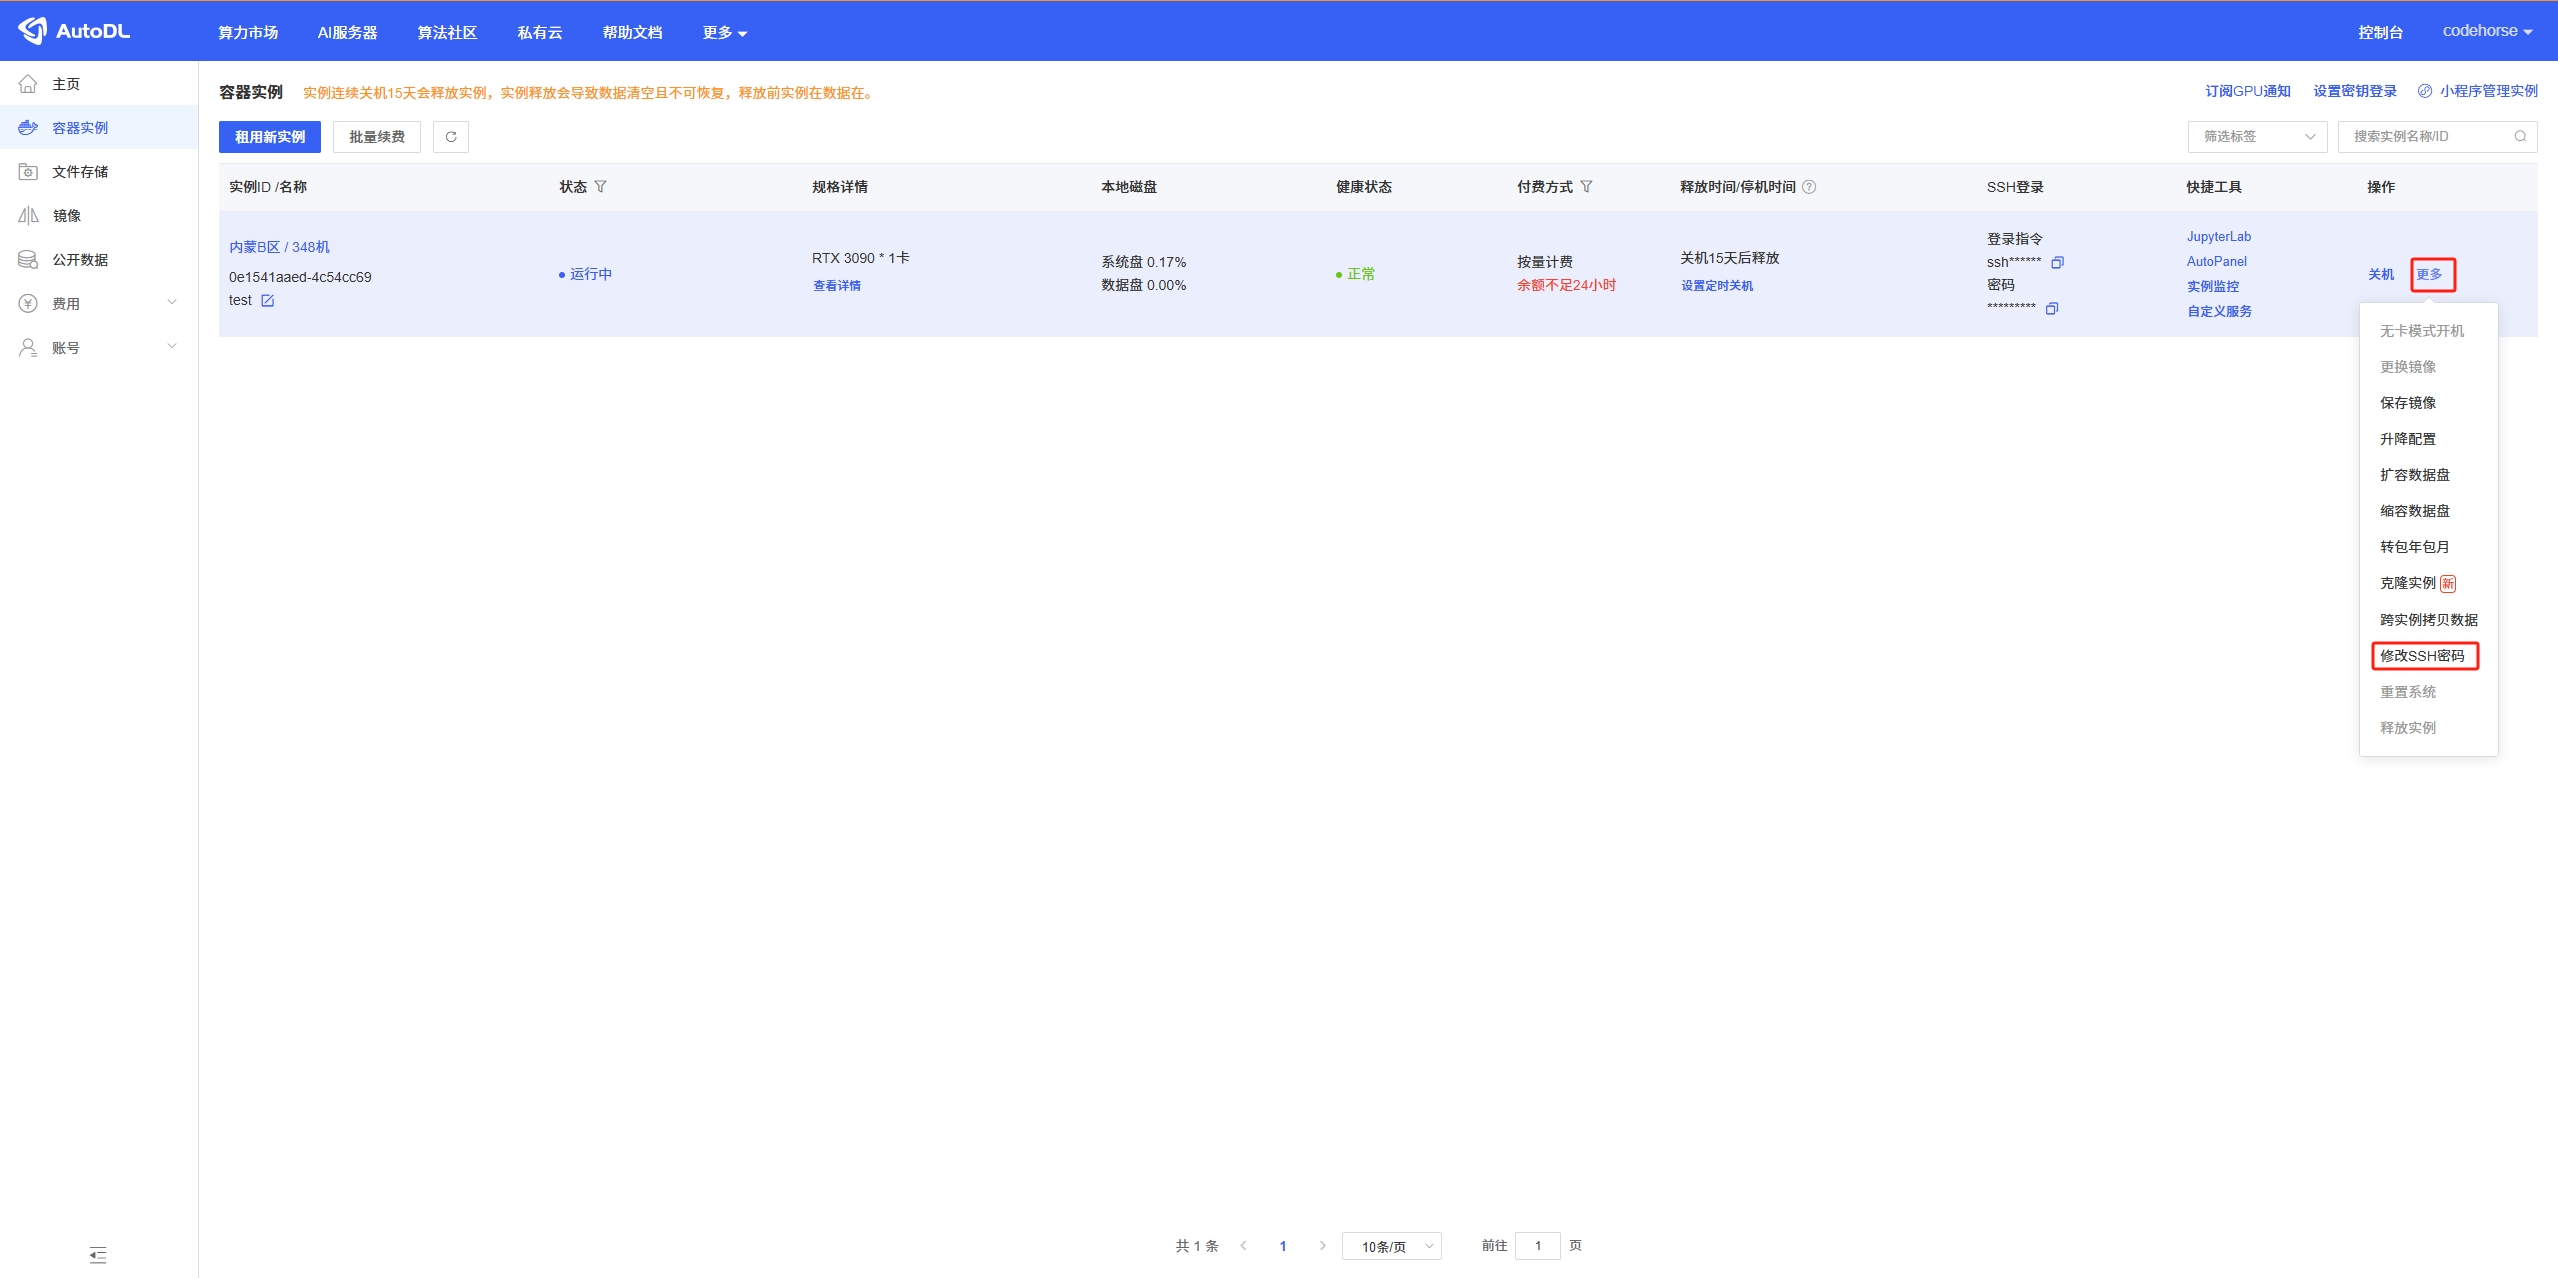 AutoDL
算力市场
AI服务器
算法社区
私有云
帮助文档
更多
控制台
codehorse
主页
容器实例
文件存储
镜像
公开数据
费用
账号
容器实例 实例连续关机15天会释放实例，实例释放会导致数据清空且不可恢复，释放前实例在数据在。
订阅GPU通知
设置密钥登录
小程序管理实例
租用新实例
批量续费
筛选标签
搜索实例名称/ID
实例ID /名称
状态
规格详情
本地磁盘
健康状态
付费方式
释放时间/停机时间
SSH登录
快捷工具
操作
内蒙B区 / 348机
0e1541aaed-4c54cc69
test
运行中
RTX 3090 * 1卡
查看详情
系统盘 0.17%
数据盘 0.00%
正常
按量计费
余额不足24小时
关机15天后释放
设置定时关机
登录指令
ssh******
密码
*********
JupyterLab
AutoPanel
实例监控
自定义服务
关机
更多
无卡模式开机
更换镜像
保存镜像
升降配置
扩容数据盘
缩容数据盘
转包年包月
克隆实例 新
跨实例拷贝数据
修改SSH密码
重置系统
释放实例
共 1 条
1
10条/页
前往 1 页